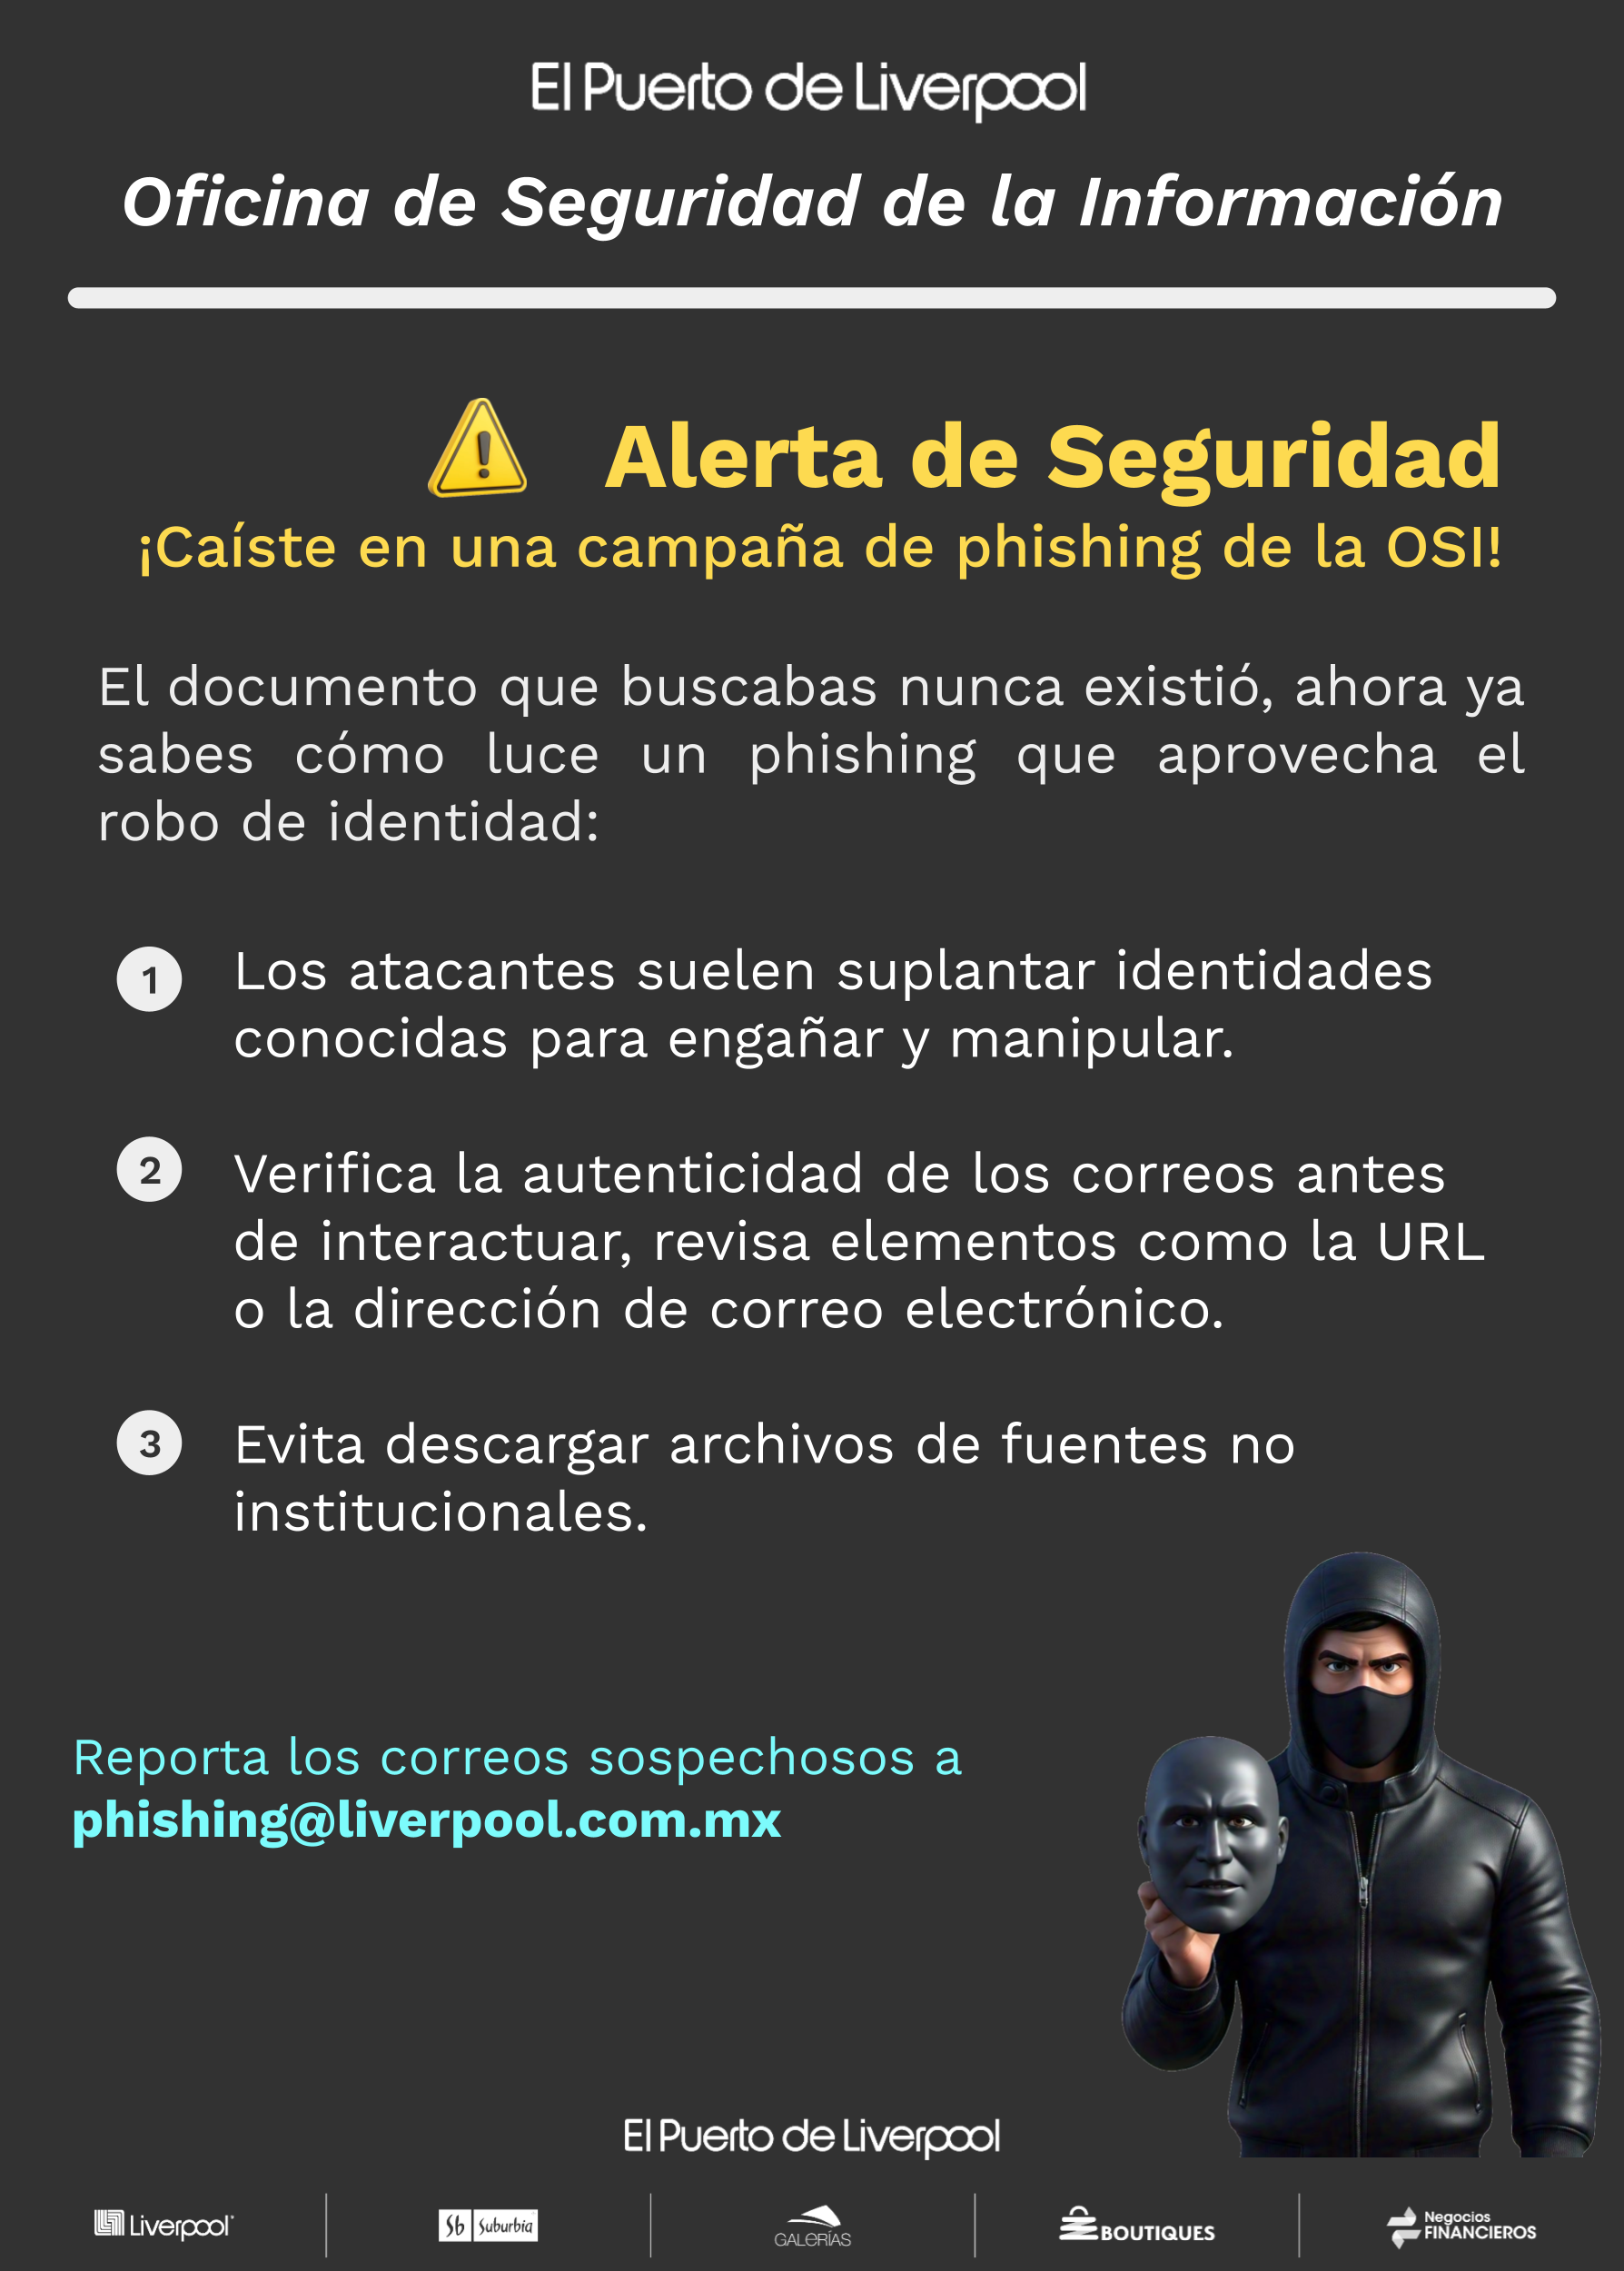 El Puerto de Liverpool
Oficina de Seguridad de la Información
Alerta de Seguridad
¡Caíste en una campaña de phishing de la OSI!
El documento que buscabas nunca existió, ahora ya
sabes cómo luce un phishing que aprovecha el
robo de identidad:
1 Los atacantes suelen suplantar identidades
conocidas para engañar y manipular.
2 Verifica la autenticidad de los correos antes
de interactuar, revisa elementos como la URL
o la dirección de correo electrónico.
3 Evita descargar archivos de fuentes no
institucionales.
Reporta los correos sospechosos a
phishing@liverpool.com.mx
El Puerto de Liverpool
Liverpool
Sb Suburbia
GALERÍAS
BOUTIQUES
Negocios
FINANCIEROS